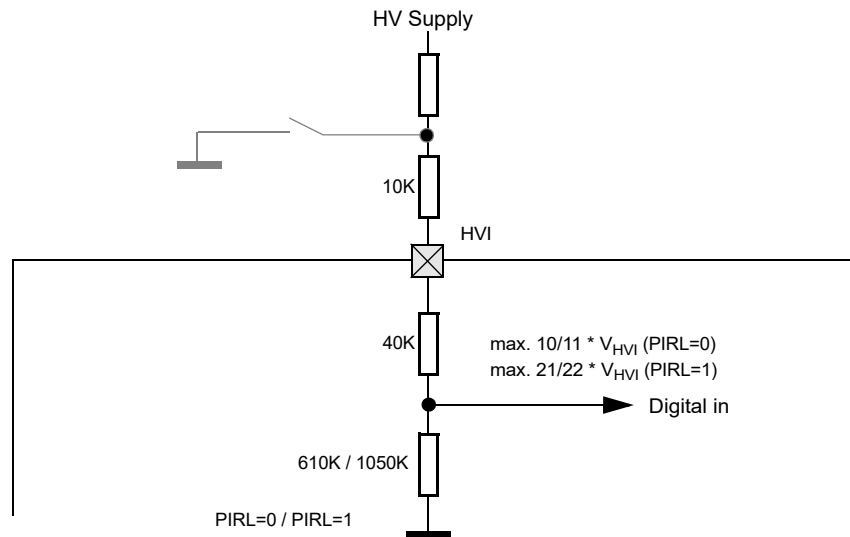 HV Supply
10K
HVI
40K
max. 10/11 * VHVI (PIRL=0)
max. 21/22 * VHVI (PIRL=1)
Digital in
610K / 1050K
PIRL=0 / PIRL=1